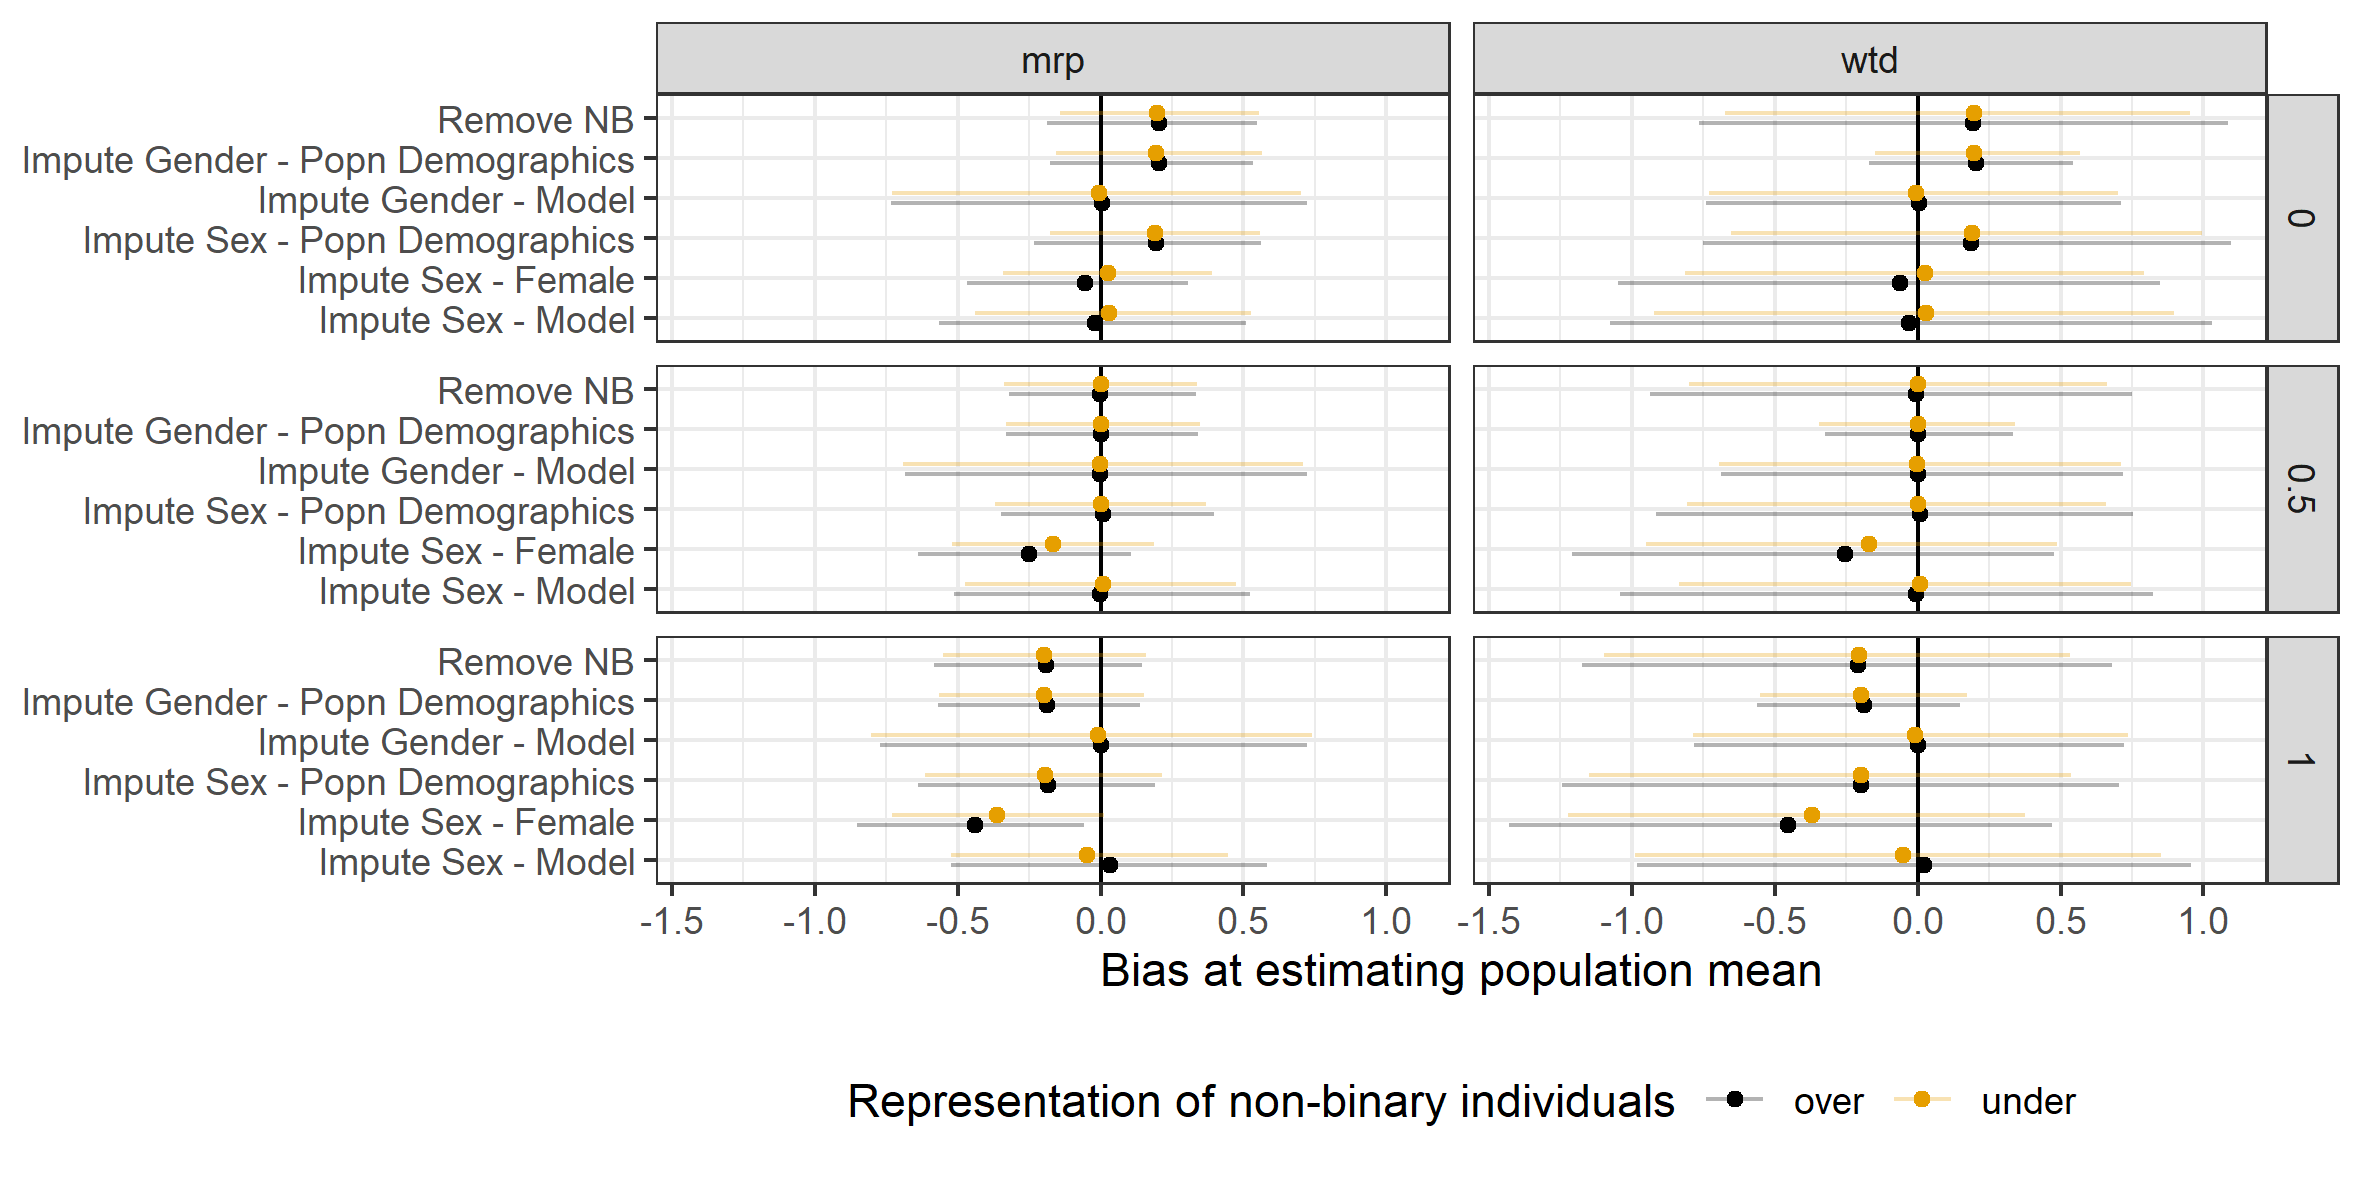 mrp
wtd
Remove NB
Impute Gender - Popn Demographics
Impute Gender - Model
Impute Sex - Popn Demographics
Impute Sex - Female
Impute Sex - Model
0
Remove NB
Impute Gender - Popn Demographics
Impute Gender - Model
Impute Sex - Popn Demographics
Impute Sex - Female
Impute Sex - Model
0.5
Remove NB
Impute Gender - Popn Demographics
Impute Gender - Model
Impute Sex - Popn Demographics
Impute Sex - Female
Impute Sex - Model
1
-1.5 -1.0 -0.5 0.0 0.5 1.0
-1.5 -1.0 -0.5 0.0 0.5 1.0
Bias at estimating population mean
Representation of non-binary individuals over under